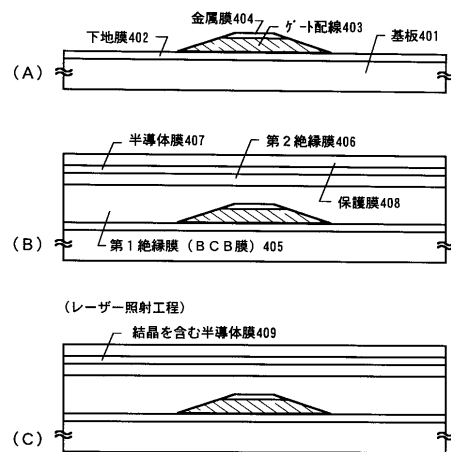 金属膜404
ゲート配線403
下地膜402
基板401
(A)
半導体膜407
第2絶縁膜406
保護膜408
(B)
第1絶縁膜（BCB膜）405
(レーザー照射工程)
結晶を含む半導体膜409
(C)